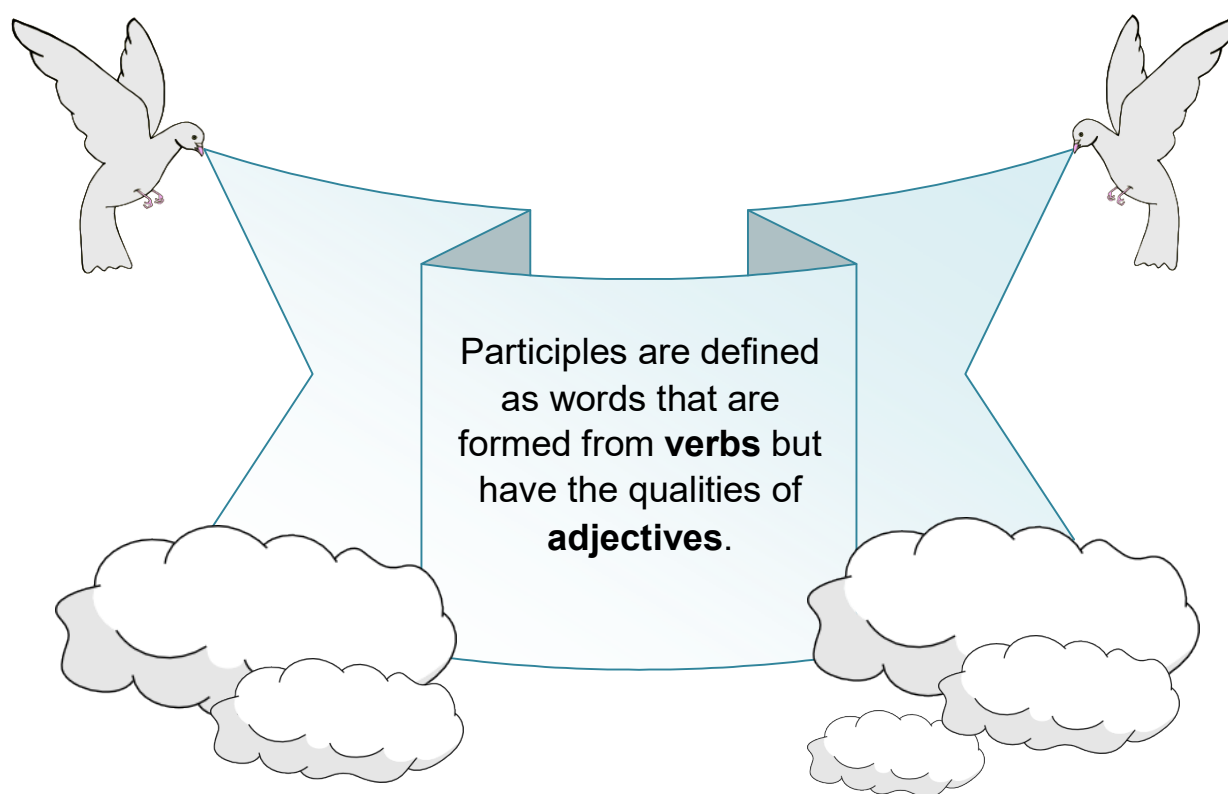 Participles are defined
as words that are
formed from verbs but
have the qualities of
adjectives.